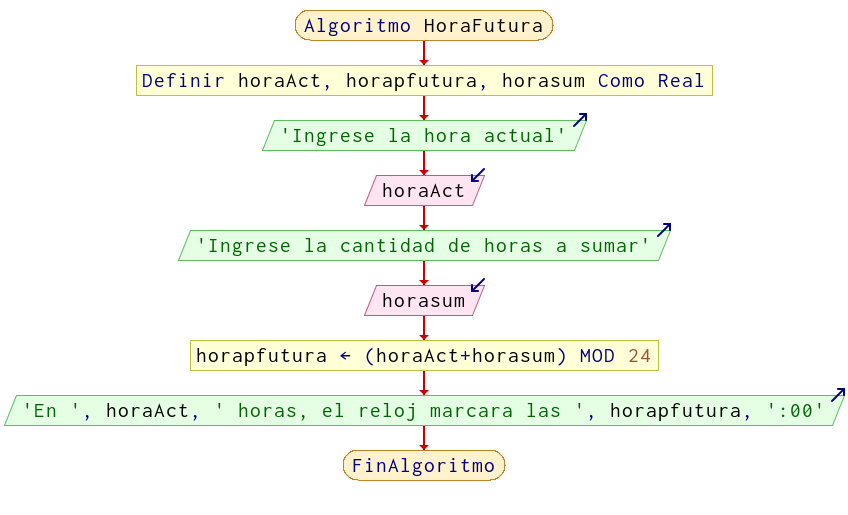 Algoritmo HoraFutura
Definir horaAct, horapfutura, horasum Como Real
'Ingrese la hora actual'
horaAct
'Ingrese la cantidad de horas a sumar'
horasum
horapfutura ← (horaAct+horasum) MOD 24
'En ', horaAct, ' horas, el reloj marcara las ', horapfutura, ':00'
FinAlgoritmo